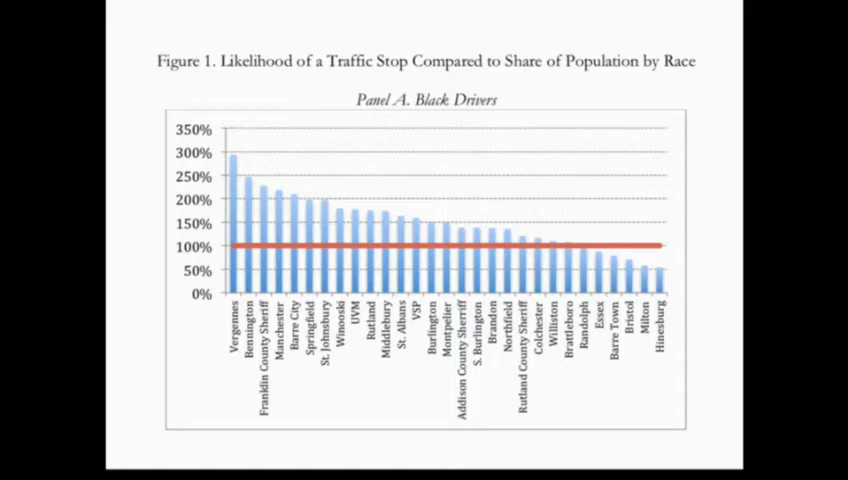 Figure 1. Likelihood of a Traffic Stop Compared to Share of Population by Race
Panel A. Black Drivers
350%
300%
250%
200%
150%
100%
50%
0%
Vergennes
Bennington
Franklin County Sheriff
Manchester
Barre City
Springfield
St. Johnsbury
Winooski
UVM
Rutland
Middlebury
St. Albans
VSP
Burlington
Montpelier
Addison County Sherriff
S. Burlington
Brandon
Northfield
Rutland County Sheriff
Colchester
Williston
Brattleboro
Randolph
Essex
Barre Town
Bristol
Milton
Hinesburg